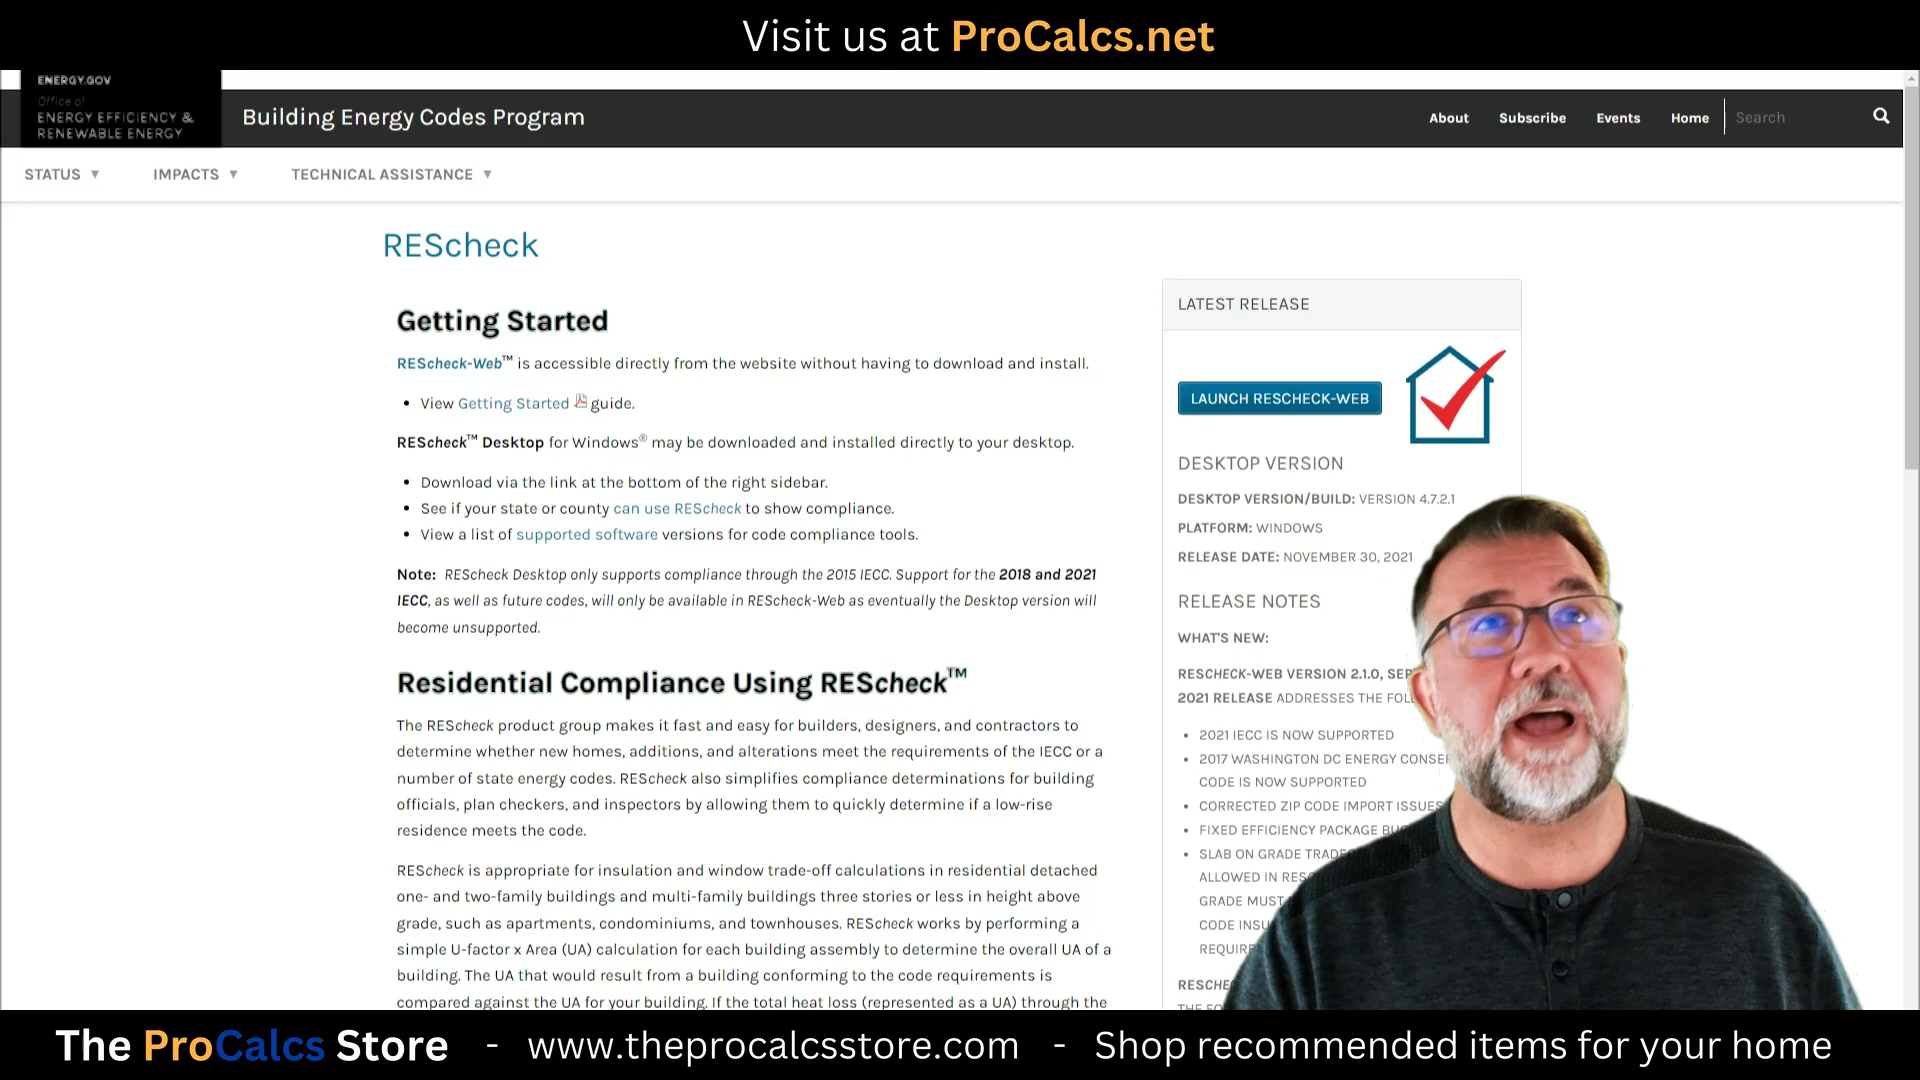 Visit us at ProCalcs.net
ENERGY.GOV
Office of
ENERGY EFFICIENCY &
RENEWABLE ENERGY
Building Energy Codes Program
About Subscribe Events Home Search
STATUS ▼ IMPACTS ▼ TECHNICAL ASSISTANCE ▼
REScheck
Getting Started
REScheck-Web™ is accessible directly from the website without having to download and install.
• View Getting Started guide.
REScheck™ Desktop for Windows® may be downloaded and installed directly to your desktop.
• Download via the link at the bottom of the right sidebar.
• See if your state or county can use REScheck to show compliance.
• View a list of supported software versions for code compliance tools.
Note: REScheck Desktop only supports compliance through the 2015 IECC. Support for the 2018 and 2021
IECC, as well as future codes, will only be available in REScheck-Web as eventually the Desktop version will
become unsupported.
Residential Compliance Using REScheck™
The REScheck product group makes it fast and easy for builders, designers, and contractors to
determine whether new homes, additions, and alterations meet the requirements of the IECC or a
number of state energy codes. REScheck also simplifies compliance determinations for building
officials, plan checkers, and inspectors by allowing them to quickly determine if a low-rise
residence meets the code.
REScheck is appropriate for insulation and window trade-off calculations in residential detached
one- and two-family buildings and multi-family buildings three stories or less in height above
grade, such as apartments, condominiums, and townhouses. REScheck works by performing a
simple U-factor x Area (UA) calculation for each building assembly to determine the overall UA of a
building. The UA that would result from a building conforming to the code requirements is
compared against the UA for your building. If the total heat loss (represented as a UA) through the
LATEST RELEASE
LAUNCH RESCHECK-WEB
DESKTOP VERSION
DESKTOP VERSION/BUILD: VERSION 4.7.2.1
PLATFORM: WINDOWS
RELEASE DATE: NOVEMBER 30, 2021
RELEASE NOTES
WHAT'S NEW:
RESCHECK-WEB VERSION 2.1.0, SEP
2021 RELEASE ADDRESSES THE FOL
• 2021 IECC IS NOW SUPPORTED
• 2017 WASHINGTON DC ENERGY CONSE
CODE IS NOW SUPPORTED
• CORRECTED ZIP CODE IMPORT ISSUES
• FIXED EFFICIENCY PACKAGE BU
• SLAB ON GRADE TRADE
ALLOWED IN RESC
GRADE MUST
CODE INSU
REQUIR
RESCHE
THE FO
The ProCalcs Store - www.theprocalcsstore.com - Shop recommended items for your home